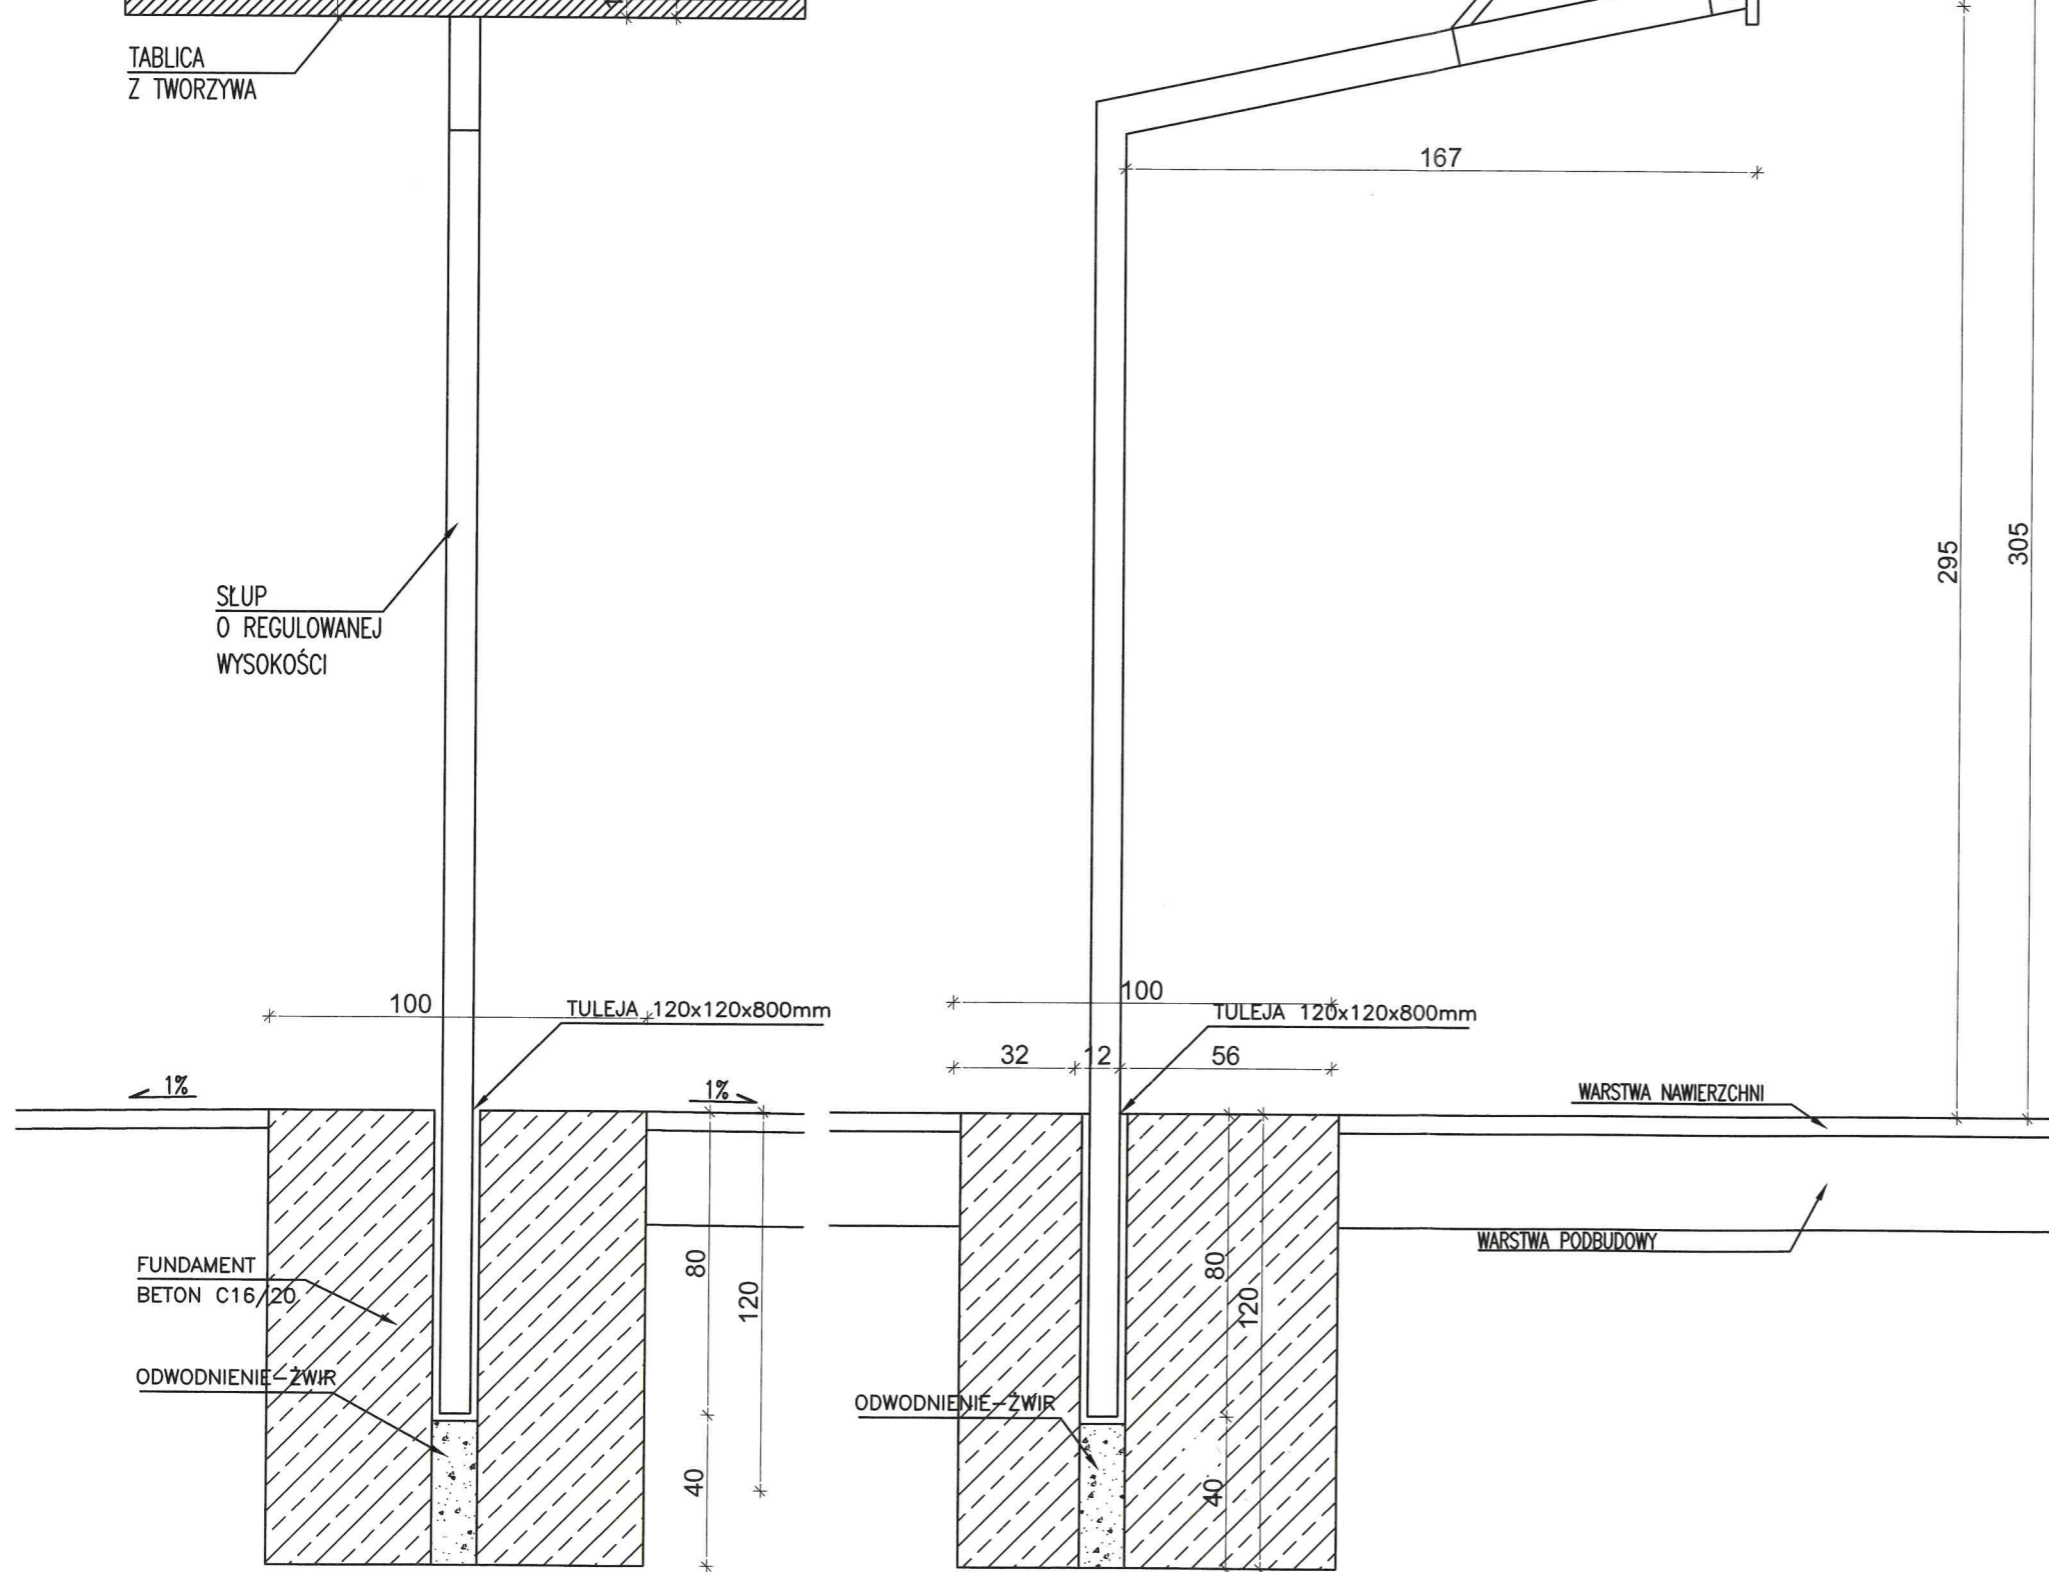 TABLICA
Z TWORZYWA
167
295
305
SŁUP
O REGULOWANEJ
WYSOKOŚCI
100
TULEJA 120x120x800mm
100
TULEJA 120x120x800mm
32 12 56
1%
1%
WARSTWA NAWIERZCHNI
WARSTWA PODBUDOWY
FUNDAMENT
BETON C16/20
80
120
80
120
ODWODNIENIE-ŻWIR
ODWODNIENIE-ŻWIR
40
40